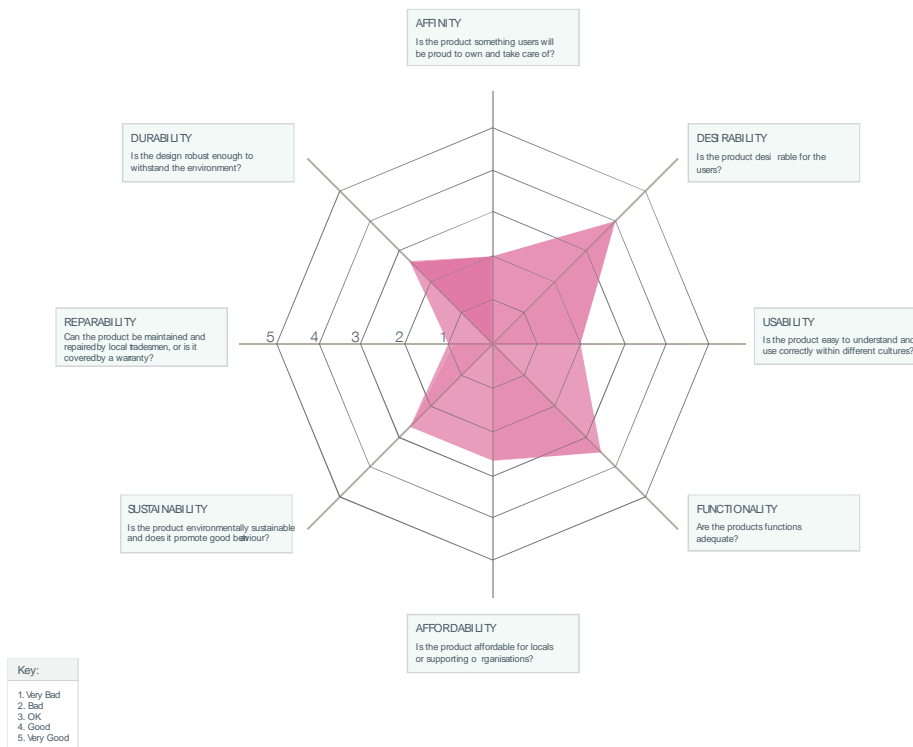 AFFINITY
Is the product something users will
be proud to own and take care of?
DURABILITY
Is the design robust enough to
withstand the environment?
DESIRABILITY
Is the product desi rable for the
users?
REPARABILITY
Can the product be maintained and
repaired by local tradesmen, or is it
covered by a warranty?
5 4 3 2 1
USABILITY
Is the product easy to understand and
use correctly within different cultures?
SUSTAINABILITY
Is the product environmentally sustainable
and does it promote good behaviour?
FUNCTIONALITY
Are the products functions
adequate?
AFFORDABILITY
Is the product affordable for locals
or supporting o rganisations?
Key:
1. Very Bad
2. Bad
3. OK
4. Good
5. Very Good